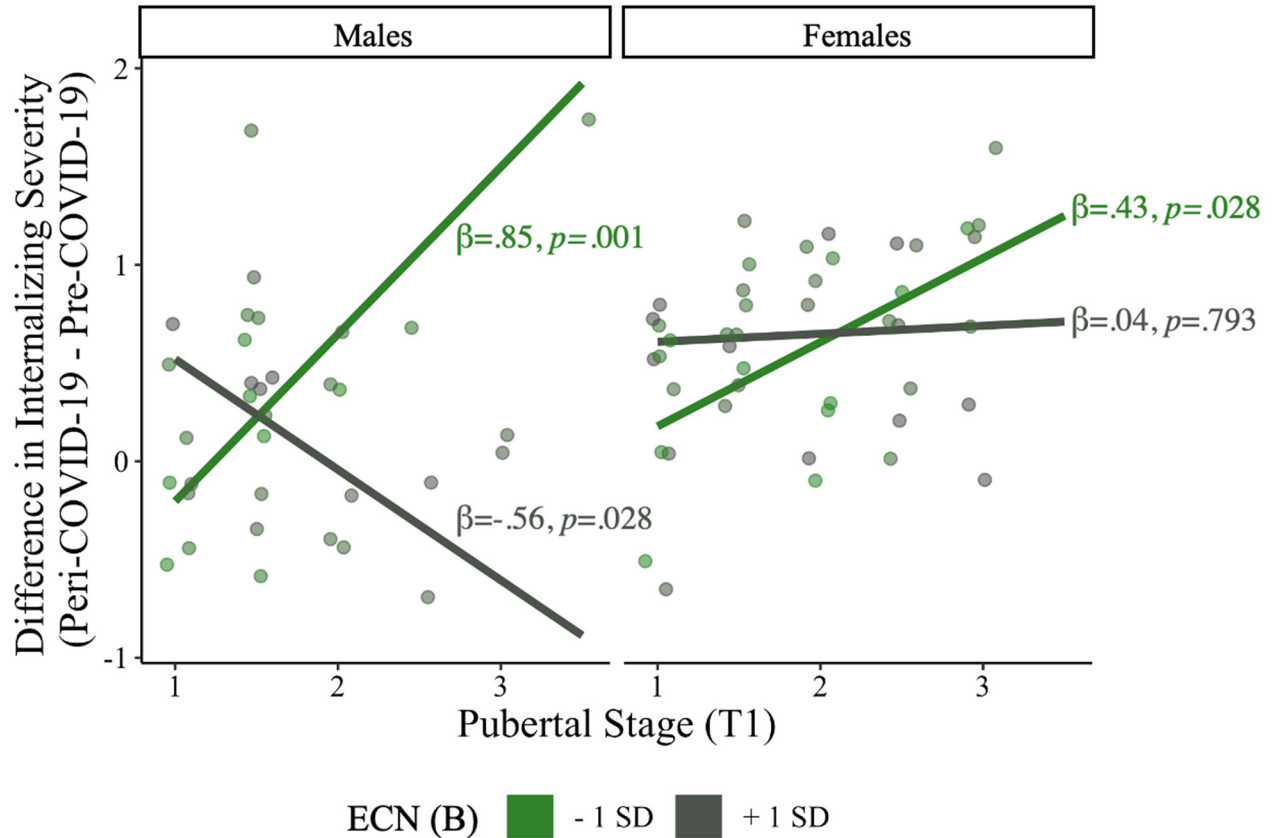 Males
Females
Difference in Internalizing Severity
(Peri-COVID-19 - Pre-COVID-19)
2
1
0
-1
β=.85, p=.001
β=-.56, p=.028
β=.43, p=.028
β=.04, p=.793
1 2 3
1 2 3
Pubertal Stage (T1)
ECN (B) - 1 SD + 1 SD